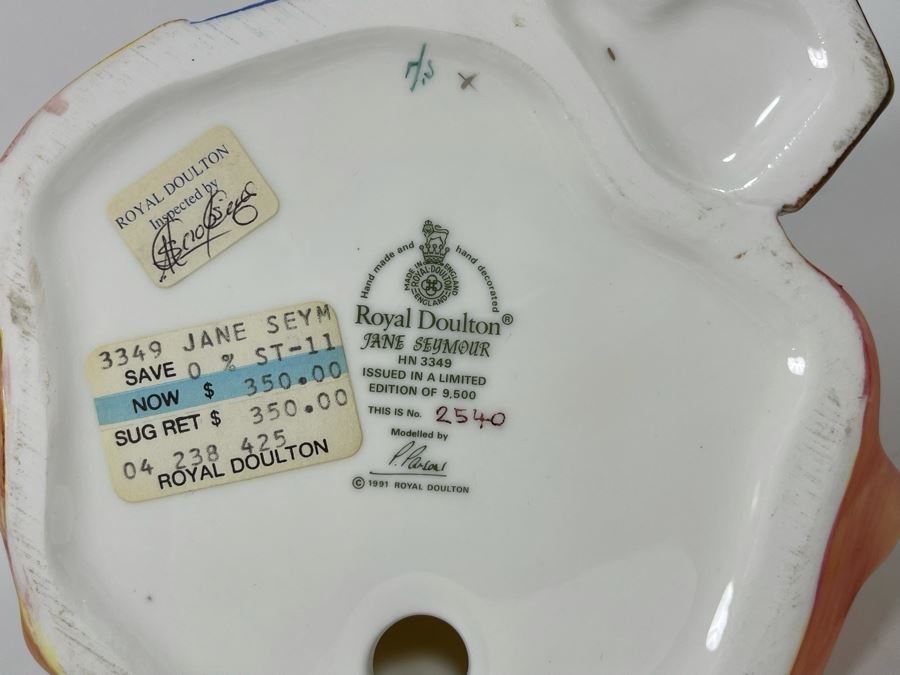 H.S
ROYAL DOULTON
Inspected by
3349 JANE SEYM
SAVE 0 % ST-11
NOW $ 350.00
SUG RET $ 350.00
04 238 425
ROYAL DOULTON
Hand made and hand decorated
MADE IN ENGLAND
ROYAL DOULTON
ENGLAND
Royal Doulton®
JANE SEYMOUR
HN 3349
ISSUED IN A LIMITED
EDITION OF 9,500
THIS IS No. 2540
Modelled by
P. Parsons
© 1991 ROYAL DOULTON